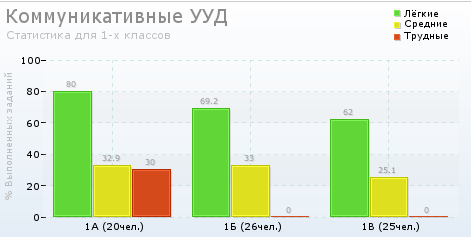 Коммуникативные УУД
Статистика для 1-х классов
Лёгкие
Средние
Трудные
% Выполненных заданий
100
80
60
40
20
0
80
32.9
30
69.2
33
0
62
25.1
0
1А (20чел.)
1Б (26чел.)
1В (25чел.)